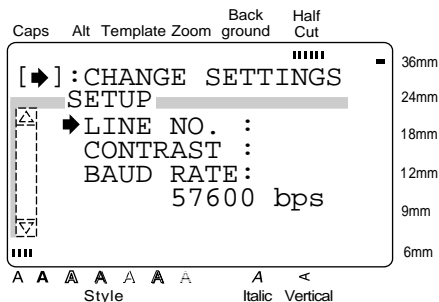 Caps Alt Template Zoom Back ground Half Cut
[➡]:CHANGE SETTINGS
SETUP
➡LINE NO. :
CONTRAST :
BAUD RATE:
57600 bps
36mm
24mm
18mm
12mm
9mm
6mm
A A A A A A A A A
Style Italic Vertical